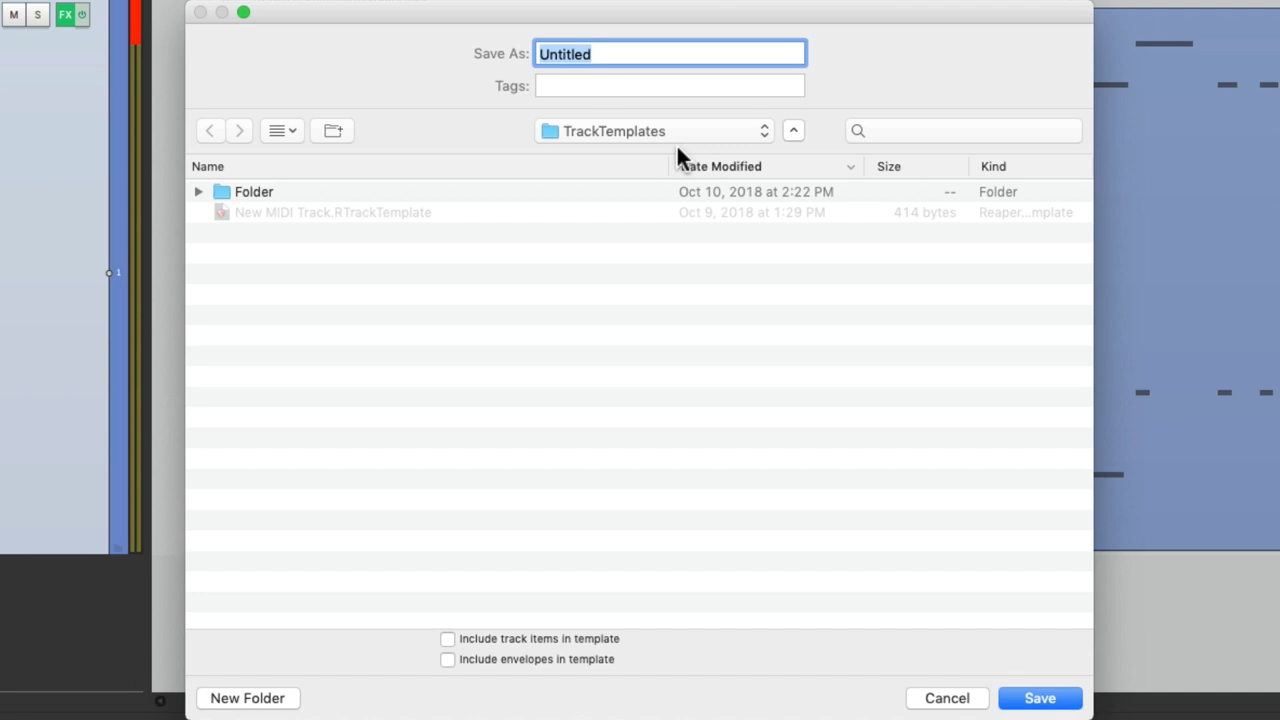 M S FX
Save As: Untitled
Tags:
TrackTemplates
Name ate Modified Size Kind
Folder Oct 10, 2018 at 2:22 PM -- Folder
New MIDI Track.RTrackTemplate Oct 9, 2018 at 1:29 PM 414 bytes Reaper...mplate
1
Include track items in template
Include envelopes in template
New Folder Cancel Save